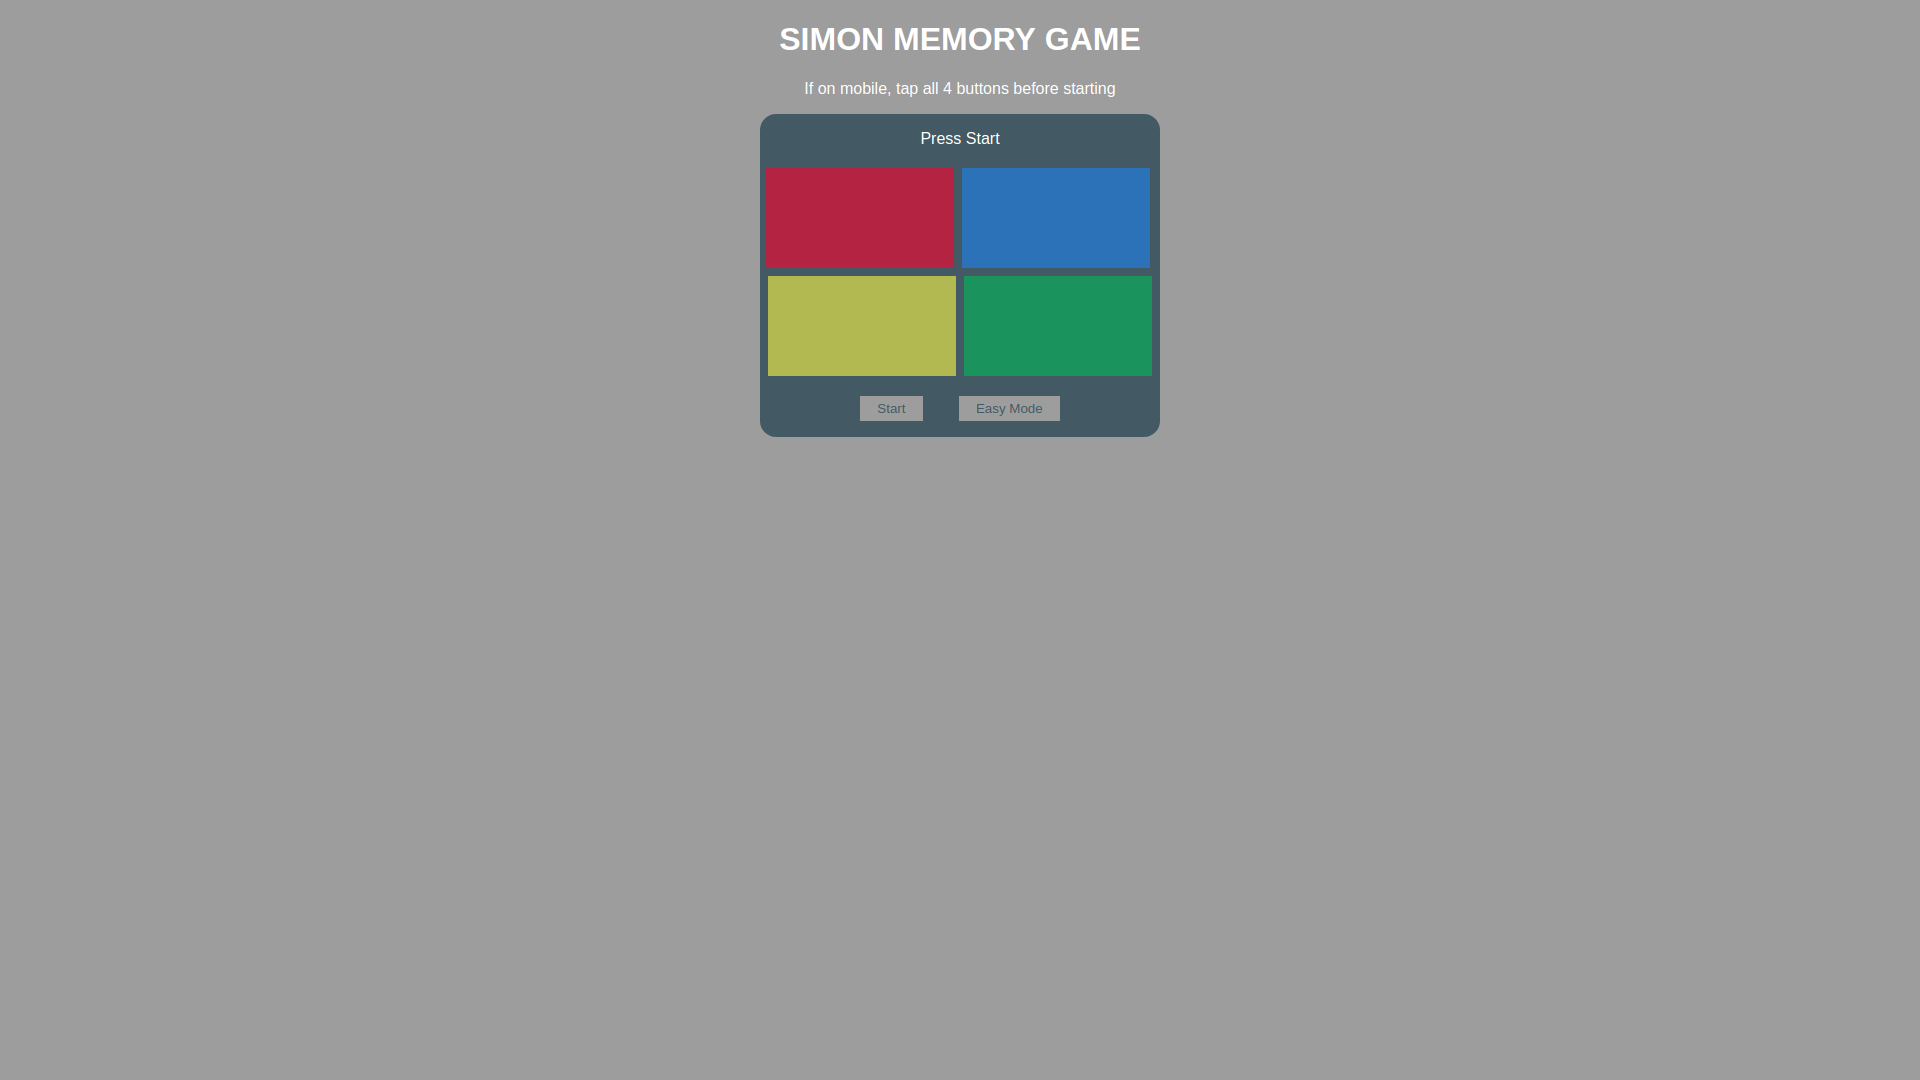 SIMON MEMORY GAME
If on mobile, tap all 4 buttons before starting
Press Start
Start
Easy Mode